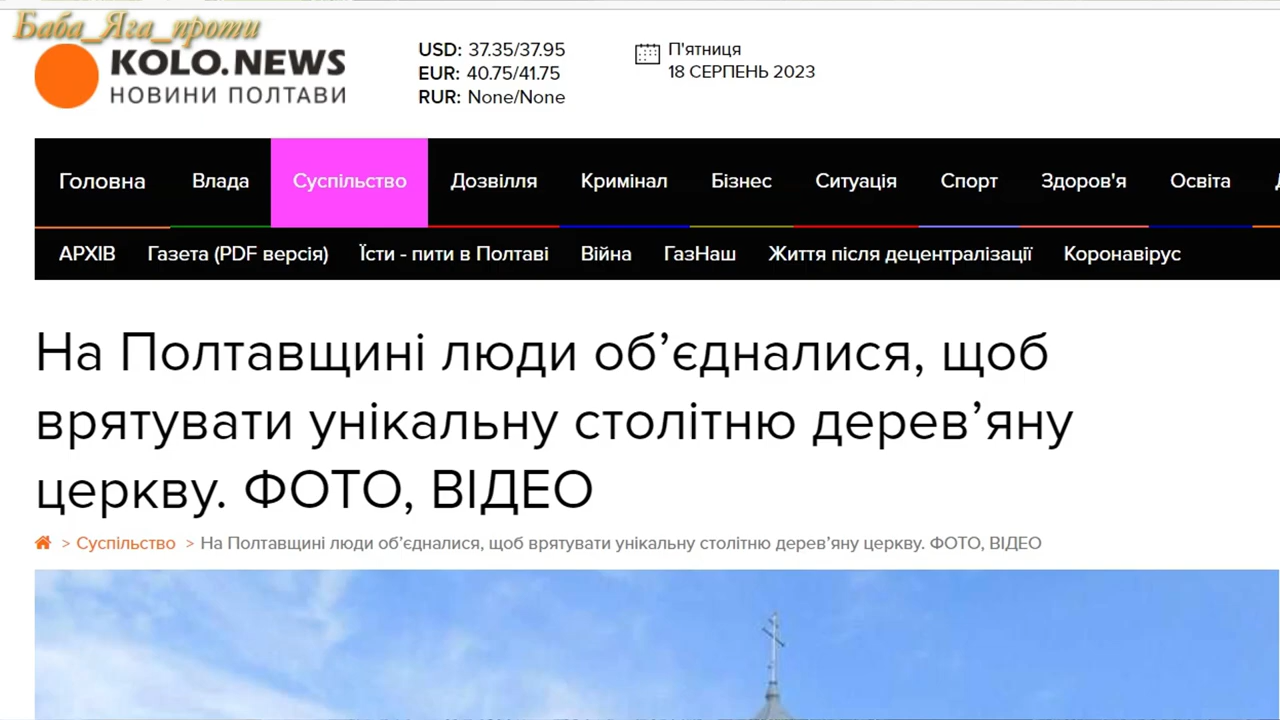 Баба_Яга_проти
KOLO.NEWS
НОВИНИ ПОЛТАВИ
USD: 37.35/37.95
EUR: 40.75/41.75
RUR: None/None
П'ятниця
18 СЕРПЕНЬ 2023
Головна Влада Суспільство Дозвілля Кримінал Бізнес Ситуація Спорт Здоров'я Освіта
АРХІВ Газета (PDF версія) Їсти - пити в Полтаві Війна ГазНаш Життя після децентралізації Коронавірус
На Полтавщині люди об’єдналися, щоб
врятувати унікальну столітню дерев’яну
церкву. ФОТО, ВІДЕО
> Суспільство > На Полтавщині люди об’єдналися, щоб врятувати унікальну столітню дерев’яну церкву. ФОТО, ВІДЕО